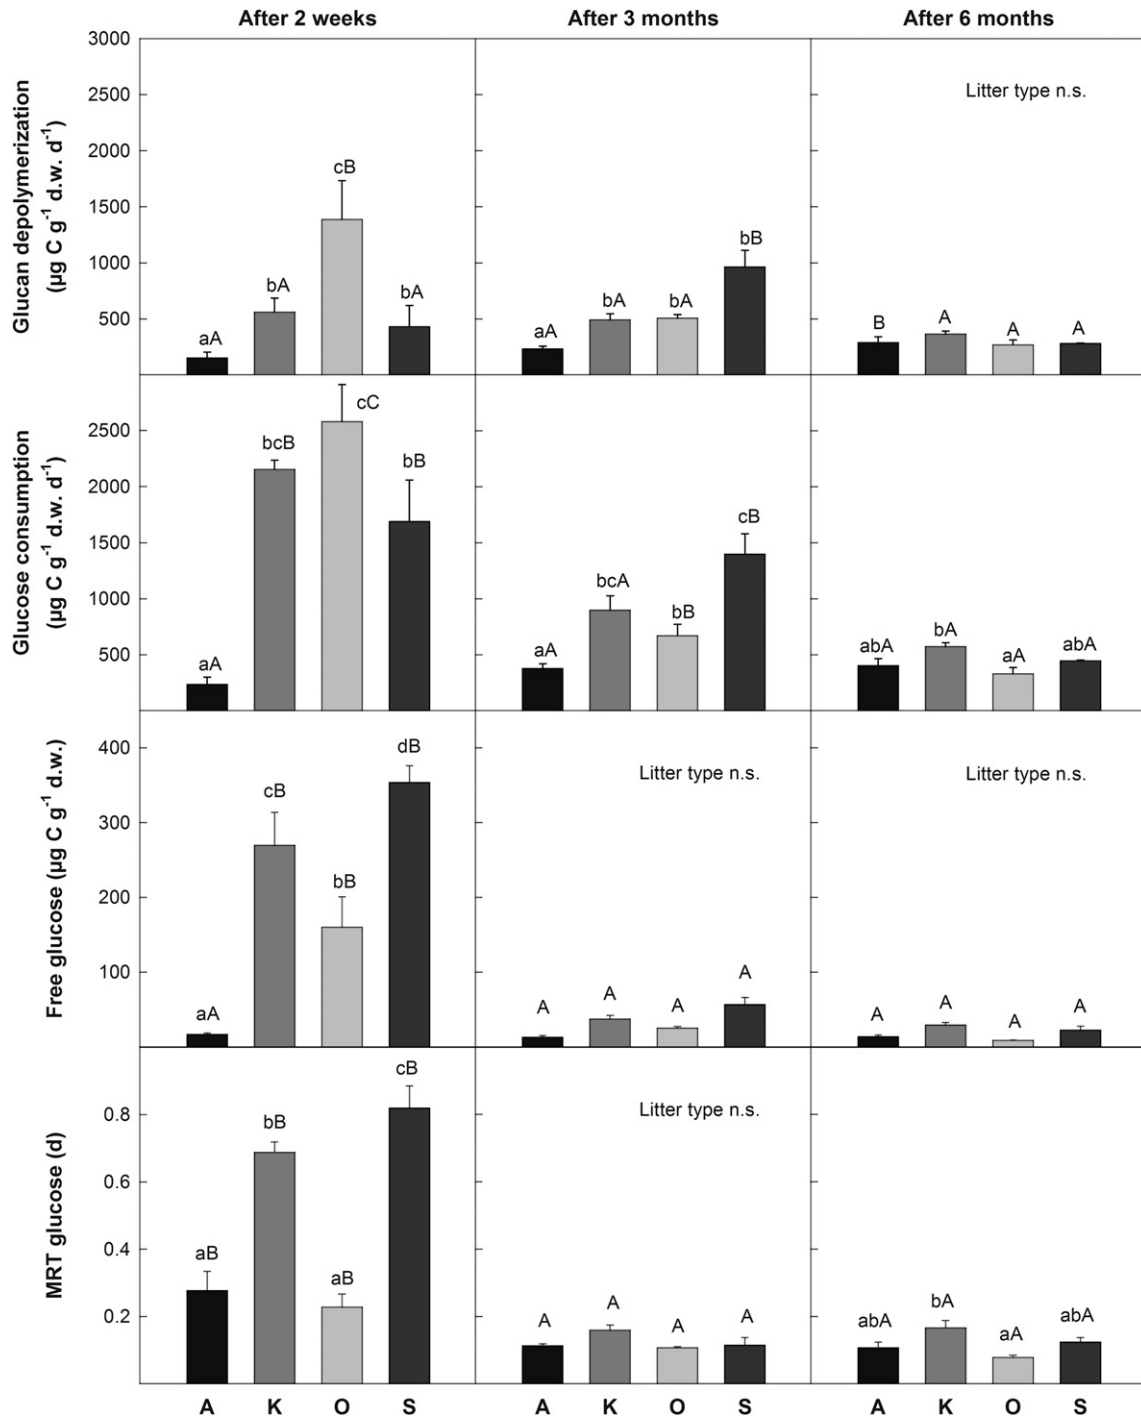 After 2 weeks After 3 months After 6 months
Glucan depolymerization
(µg C g⁻¹ d.w. d⁻¹)
3000
2500
2000
1500
1000
500
aA bA cB bA
aA bA bA bB
Litter type n.s.
B A A A
Glucose consumption
(µg C g⁻¹ d.w. d⁻¹)
2500
2000
1500
1000
500
aA bcB cC bB
aA bcA bB cB
abA bA aA abA
Free glucose (µg C g⁻¹ d.w.)
400
300
200
100
aA cB bB dB
Litter type n.s.
A A A A
Litter type n.s.
A A A A
MRT glucose (d)
0.8
0.6
0.4
0.2
aB bB aB cB
Litter type n.s.
A A A A
abA bA aA abA
A K O S A K O S A K O S